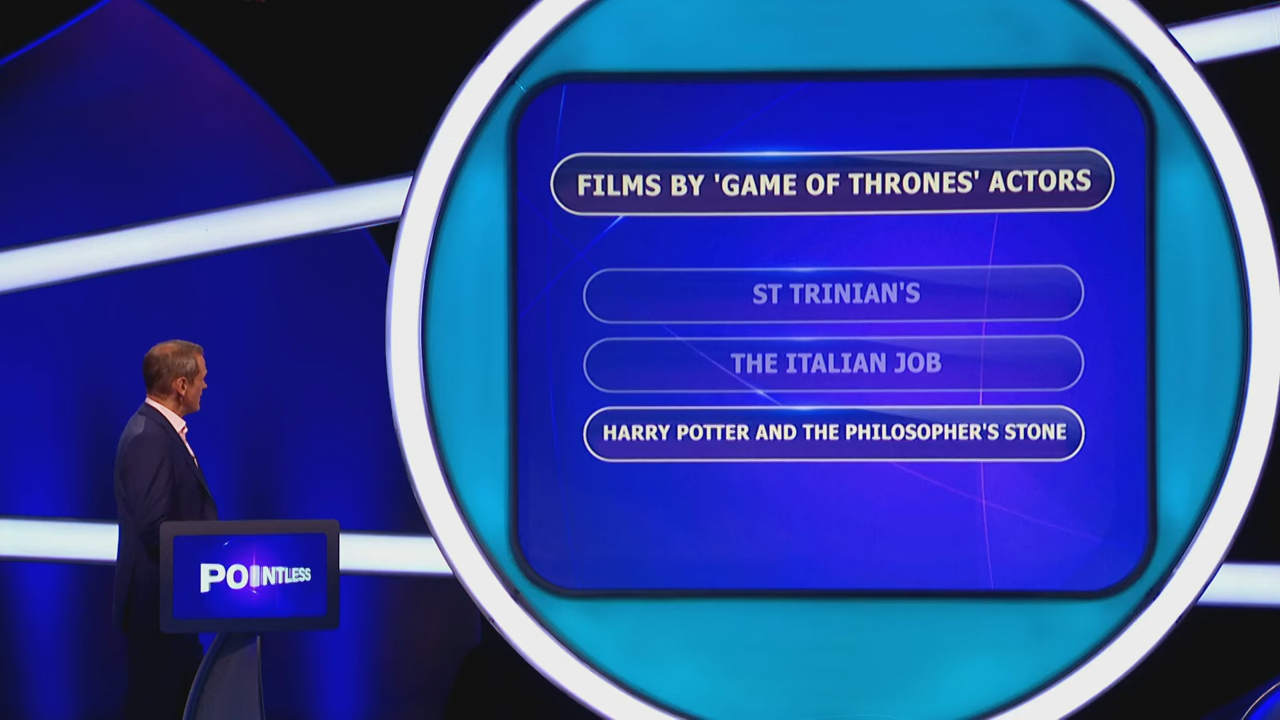 FILMS BY 'GAME OF THRONES' ACTORS
ST TRINIAN'S
THE ITALIAN JOB
HARRY POTTER AND THE PHILOSOPHER'S STONE
POINTLESS